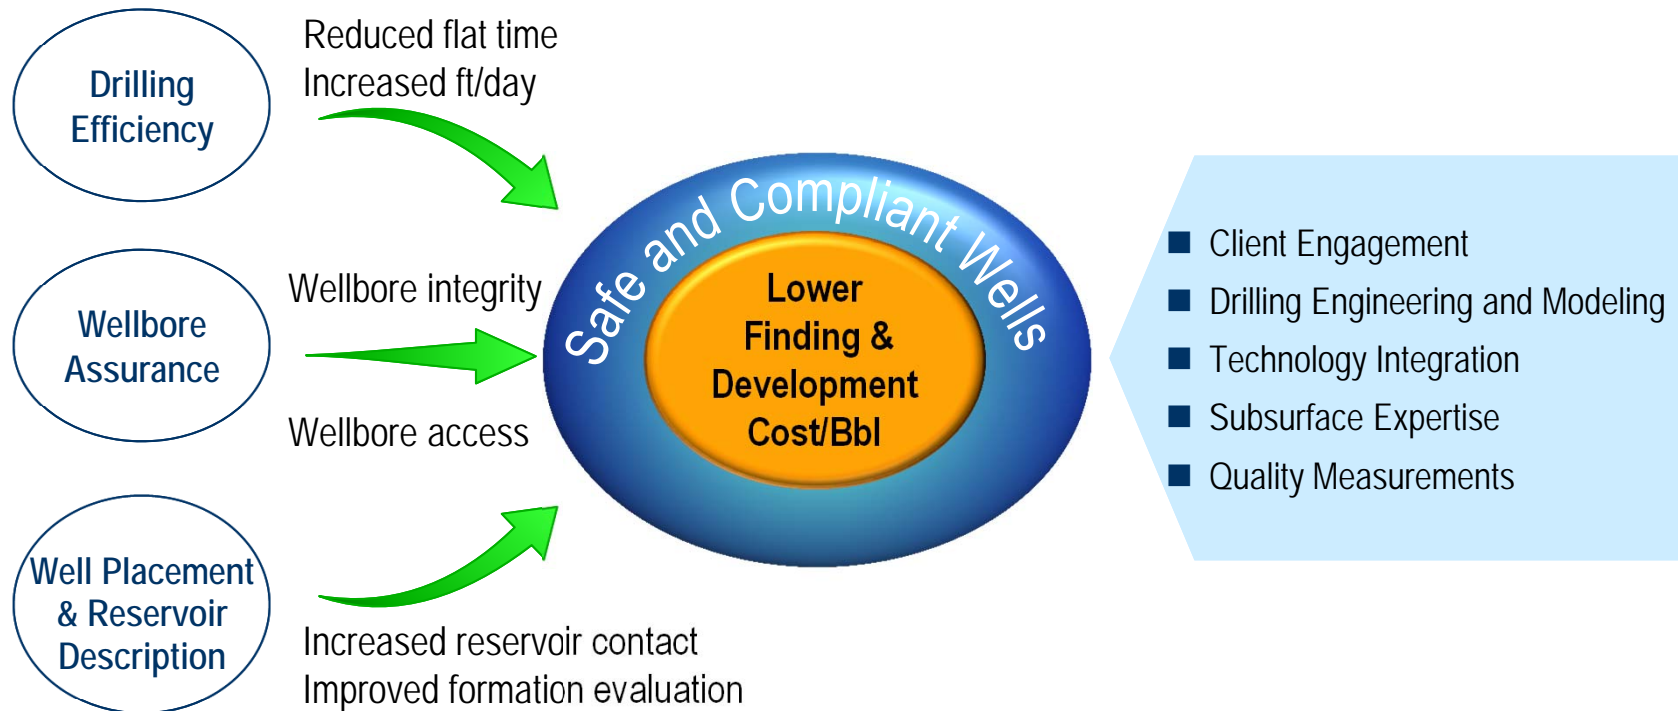 Drilling
Efficiency
Reduced flat time
Increased ft/day
Wellbore
Assurance
Wellbore integrity
Wellbore access
Well Placement
& Reservoir
Description
Increased reservoir contact
Improved formation evaluation
Safe and Compliant Wells
Lower
Finding &
Development
Cost/Bbl
Client Engagement
Drilling Engineering and Modeling
Technology Integration
Subsurface Expertise
Quality Measurements